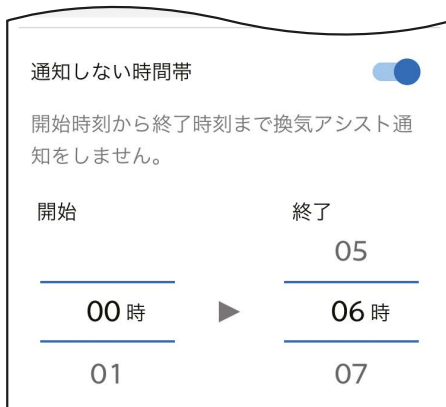 通知しない時間帯
開始時刻から終了時刻まで換気アシスト通
知をしません。
開始 終了
05
00 時 ▶ 06 時
01 07